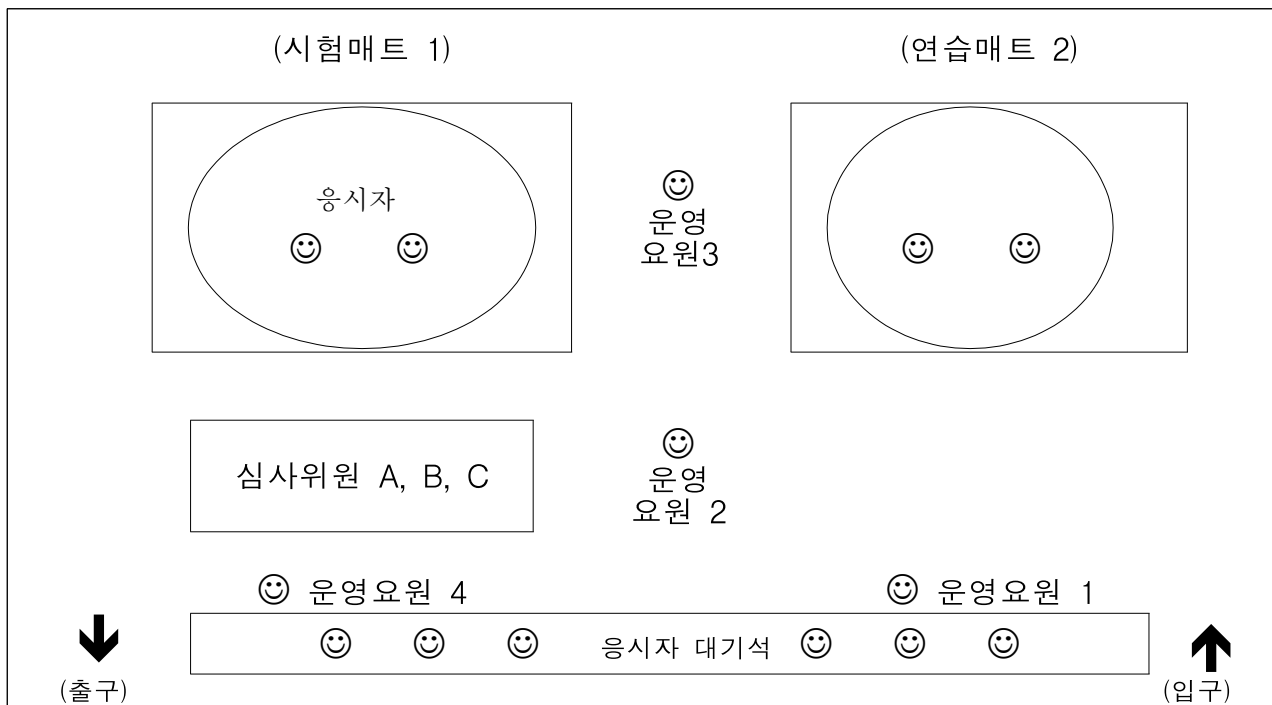 (시험매트 1)
(연습매트 2)
응시자
운영
요원3
심사위원 A, B, C
운영
요원 2
운영요원 4
운영요원 1
응시자 대기석
(출구)
(입구)